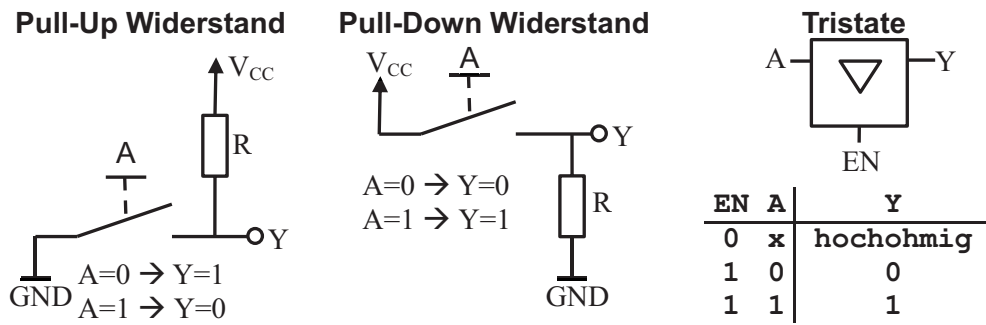 Pull-Up Widerstand
V_CC
A
R
Y
GND
A=0 → Y=1
A=1 → Y=0
Pull-Down Widerstand
V_CC
A
Y
A=0 → Y=0
A=1 → Y=1
R
GND
Tristate
A Y
EN
EN A Y
0 x hochohmig
1 0 0
1 1 1